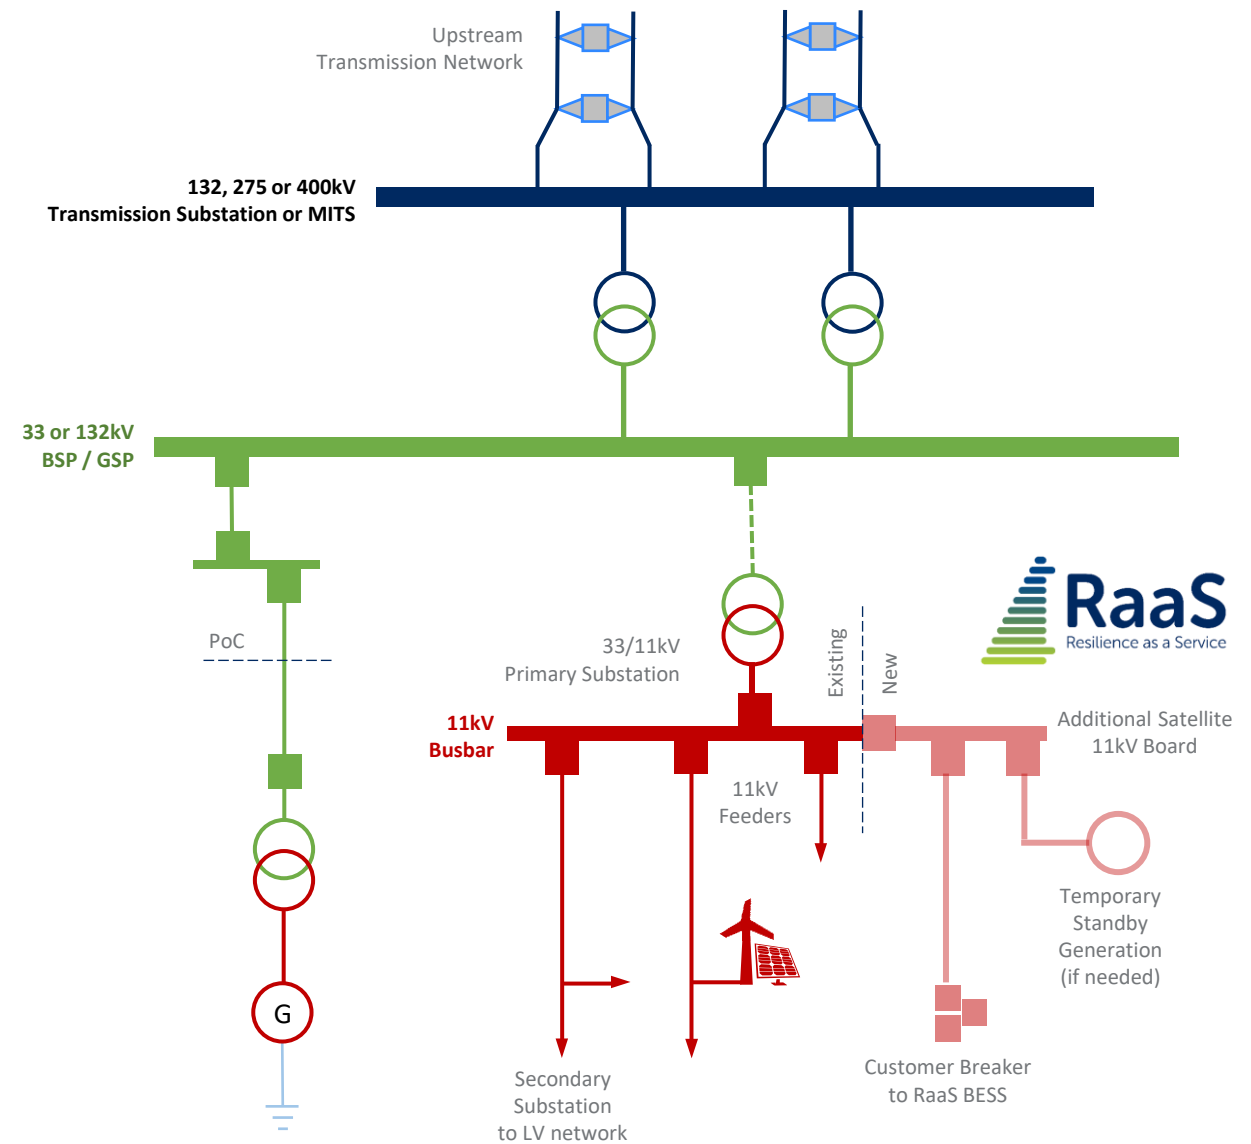 Upstream
Transmission Network
132, 275 or 400kV
Transmission Substation or MITS
33 or 132kV
BSP / GSP
PoC
33/11kV
Primary Substation
Existing
New
RaaS
Resilience as a Service
11kV
Busbar
Additional Satellite
11kV Board
11kV
Feeders
Temporary
Standby
Generation
(if needed)
G
Customer Breaker
to RaaS BESS
Secondary
Substation
to LV network